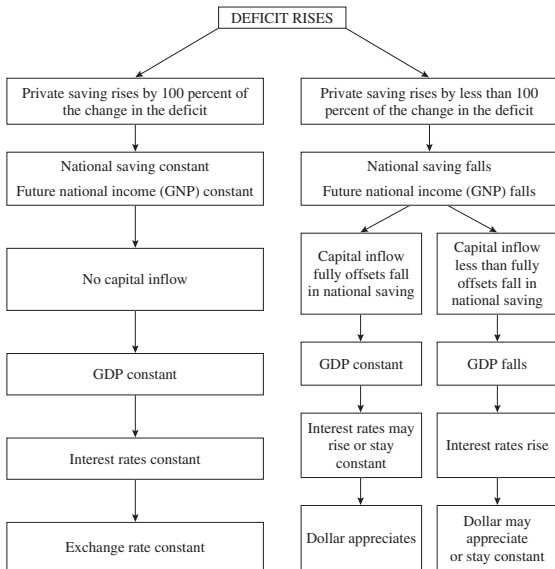 DEFICIT RISES
Private saving rises by 100 percent of
the change in the deficit
National saving constant
Future national income (GNP) constant
No capital inflow
GDP constant
Interest rates constant
Exchange rate constant
Private saving rises by less than 100
percent of the change in the deficit
National saving falls
Future national income (GNP) falls
Capital inflow
fully offsets fall
in national saving
GDP constant
Interest rates may
rise or stay
constant
Dollar appreciates
Capital inflow
less than fully
offsets fall in
national saving
GDP falls
Interest rates rise
Dollar may
appreciate
or stay constant